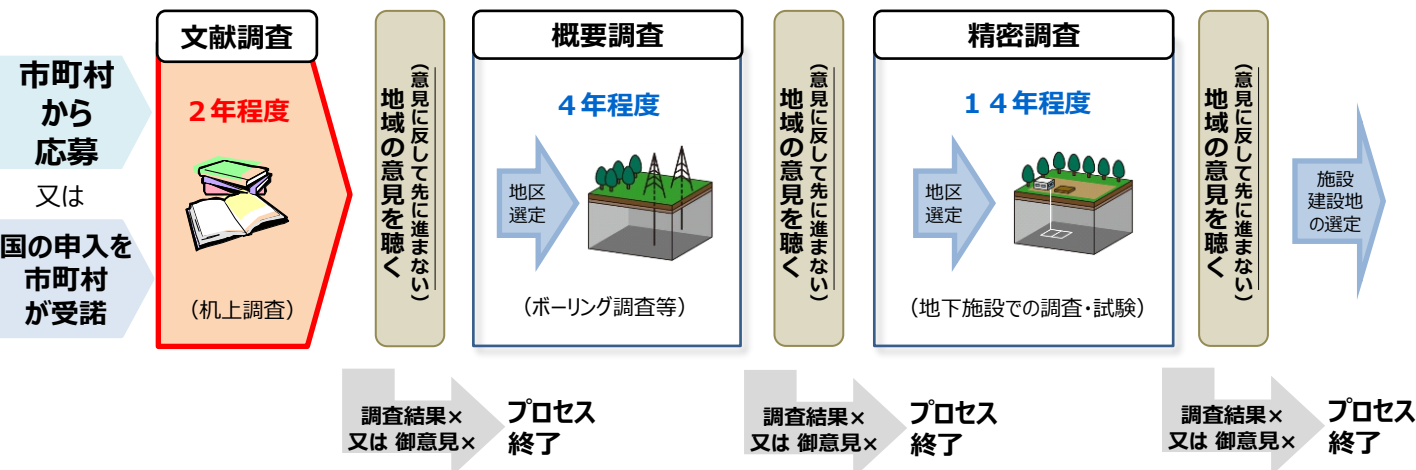 市町村
から
応募
又は
国の申入を
市町村
が受諾
文献調査
２年程度
（机上調査）
地域の意見を聴く
（意見に反して先に進まない）
概要調査
４年程度
地区
選定
（ボーリング調査等）
地域の意見を聴く
（意見に反して先に進まない）
精密調査
１４年程度
地区
選定
（地下施設での調査・試験）
地域の意見を聴く
（意見に反して先に進まない）
施設
建設地
の選定
調査結果×
又は 御意見×
プロセス
終了
調査結果×
又は 御意見×
プロセス
終了
調査結果×
又は 御意見×
プロセス
終了